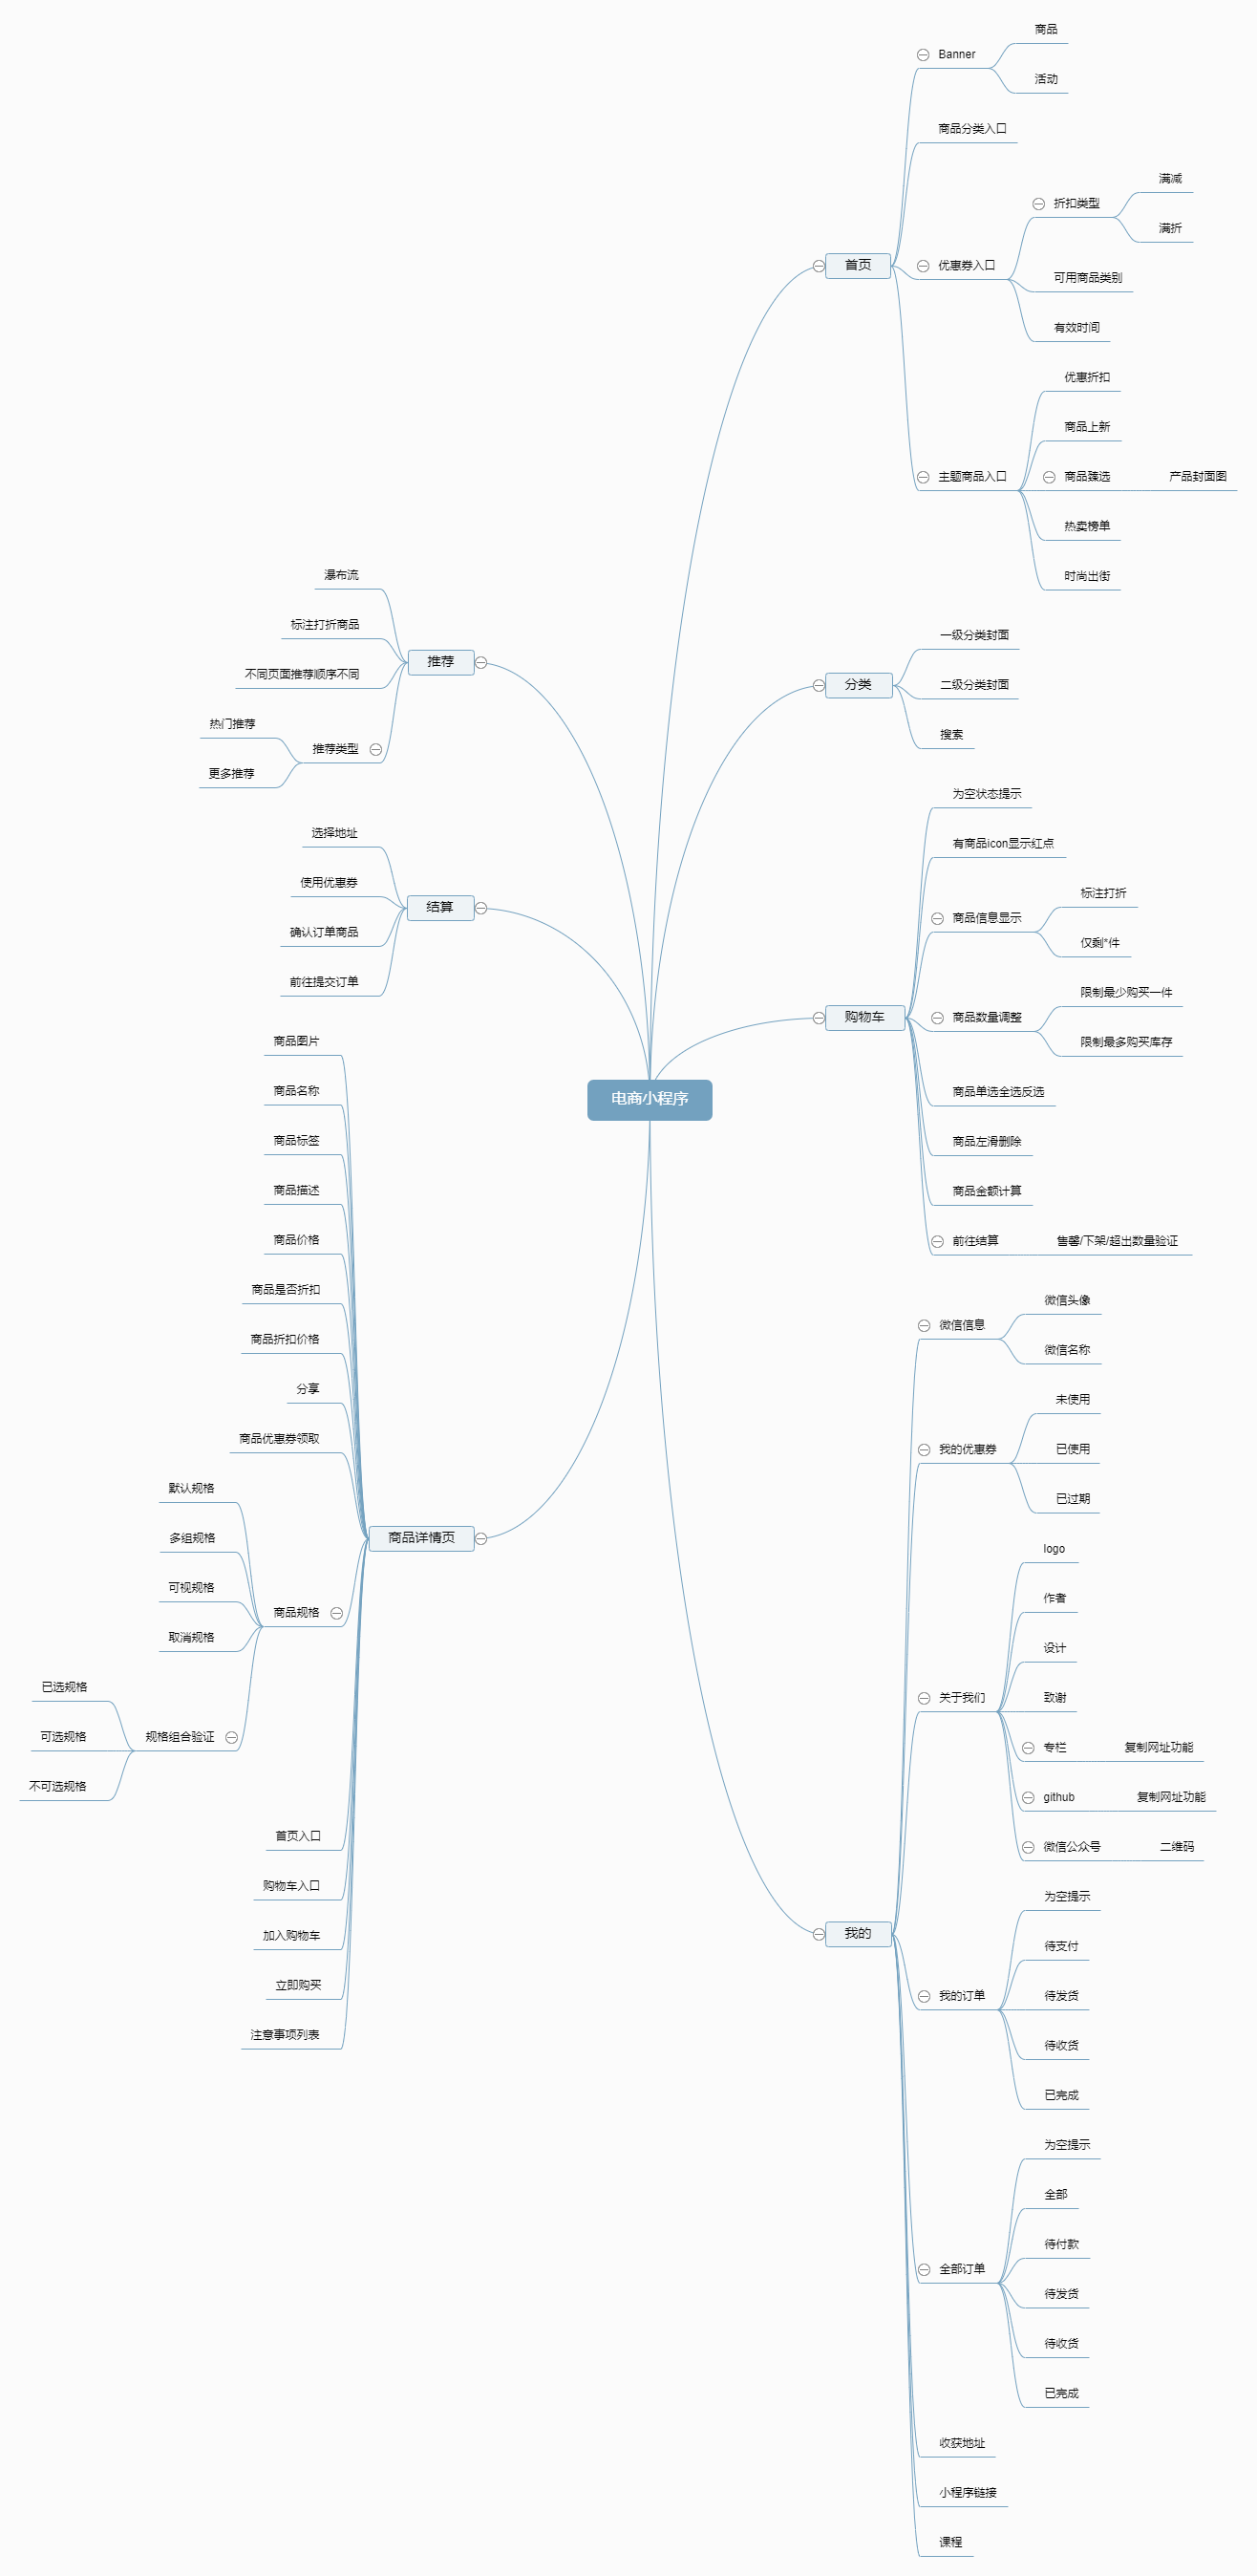 电商小程序
首页
Banner
商品
活动
商品分类入口
优惠券入口
折扣类型
满减
满折
可用商品类别
有效时间
主题商品入口
优惠折扣
商品上新
商品臻选
产品封面图
热卖榜单
时尚出街
分类
一级分类封面
二级分类封面
搜索
购物车
为空状态提示
有商品icon显示红点
商品信息显示
标注打折
仅剩*件
商品数量调整
限制最少购买一件
限制最多购买库存
商品单选全选反选
商品左滑删除
商品金额计算
前往结算
售罄/下架/超出数量验证
我的
微信信息
微信头像
微信名称
我的优惠券
未使用
已使用
已过期
关于我们
logo
作者
设计
致谢
专栏
复制网址功能
github
复制网址功能
微信公众号
二维码
我的订单
为空提示
待支付
待发货
待收货
已完成
全部订单
为空提示
全部
待付款
待发货
待收货
已完成
收获地址
小程序链接
课程
推荐
瀑布流
标注打折商品
不同页面推荐顺序不同
推荐类型
热门推荐
更多推荐
结算
选择地址
使用优惠券
确认订单商品
前往提交订单
商品详情页
商品图片
商品名称
商品标签
商品描述
商品价格
商品是否折扣
商品折扣价格
分享
商品优惠券领取
商品规格
默认规格
多组规格
可视规格
取消规格
规格组合验证
已选规格
可选规格
不可选规格
首页入口
购物车入口
加入购物车
立即购买
注意事项列表